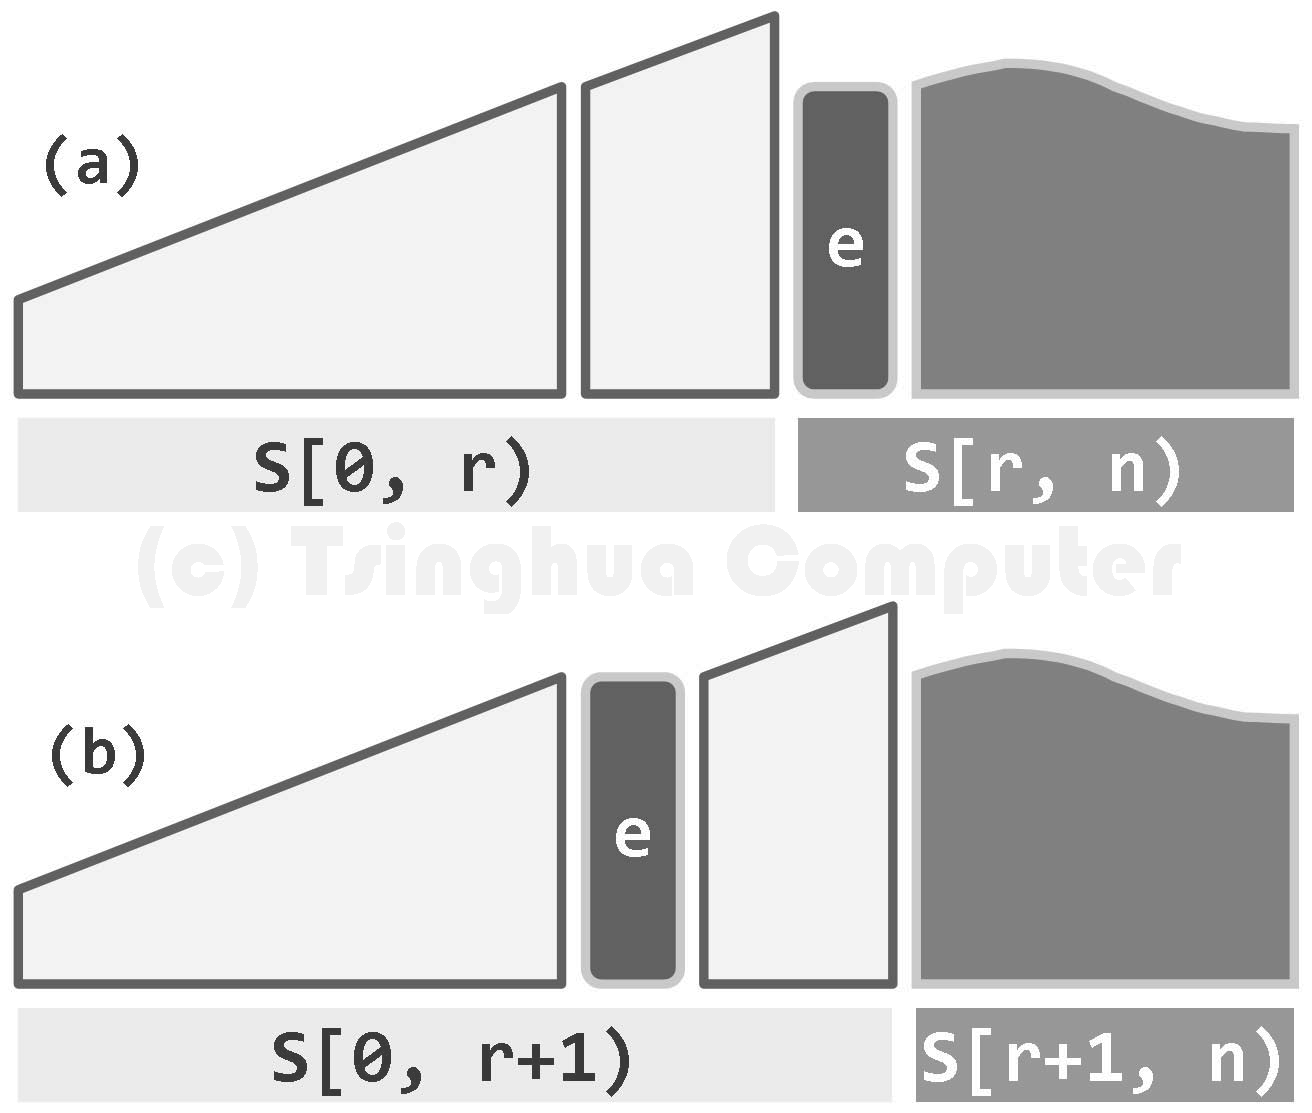 (a)
e
S[0, r) S[r, n)
(c) Tsinghua Computer
(b)
e
S[0, r+1) S[r+1, n)